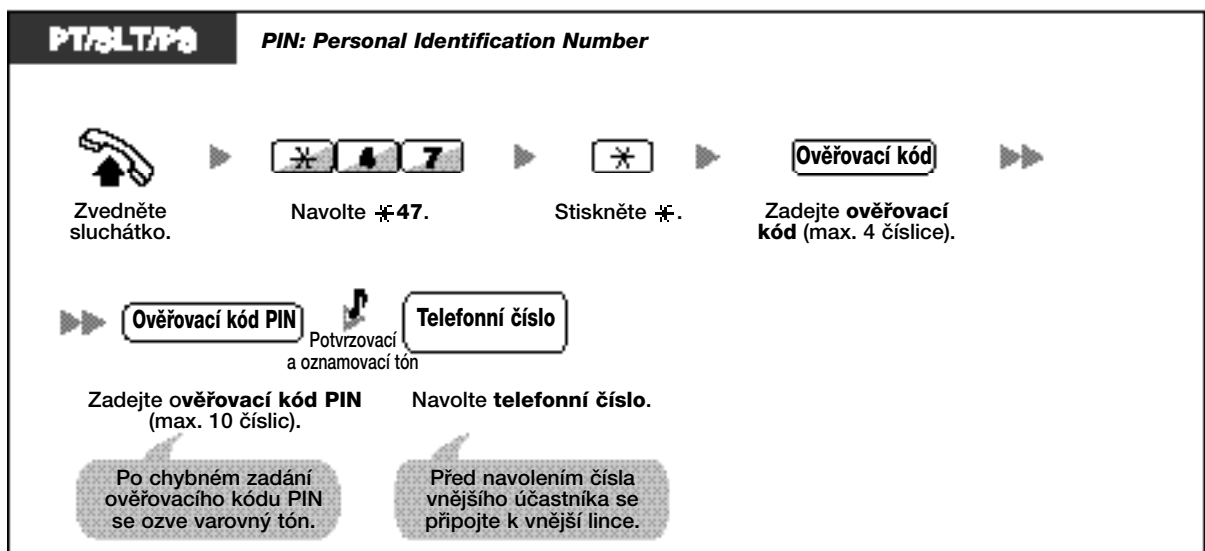 PT/SLT/PS
PIN: Personal Identification Number
* 4 7
*
Ověřovací kód
Zvedněte
sluchátko.
Navolte *47.
Stiskněte *.
Zadejte ověřovací
kód (max. 4 číslice).
Ověřovací kód PIN
Potvrzovací
a oznamovací tón
Telefonní číslo
Zadejte ověřovací kód PIN
(max. 10 číslic).
Navolte telefonní číslo.
Po chybném zadání
ověřovacího kódu PIN
se ozve varovný tón.
Před navolením čísla
vnějšího účastníka se
připojte k vnější lince.